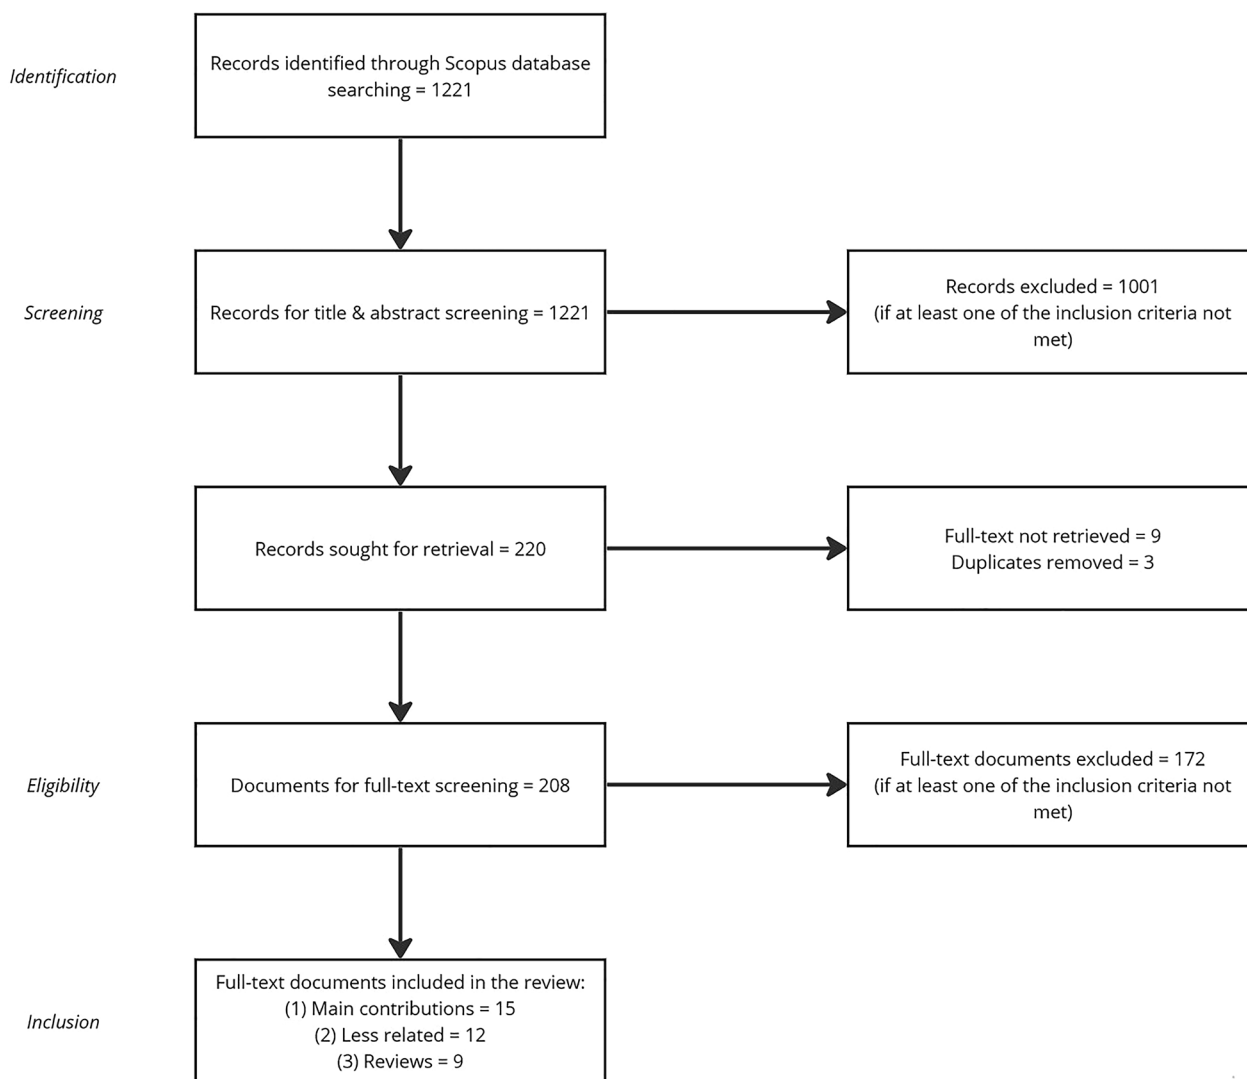 Identification
Records identified through Scopus database
searching = 1221
Screening
Records for title & abstract screening = 1221
Records excluded = 1001
(if at least one of the inclusion criteria not
met)
Records sought for retrieval = 220
Full-text not retrieved = 9
Duplicates removed = 3
Eligibility
Documents for full-text screening = 208
Full-text documents excluded = 172
(if at least one of the inclusion criteria not
met)
Inclusion
Full-text documents included in the review:
(1) Main contributions = 15
(2) Less related = 12
(3) Reviews = 9